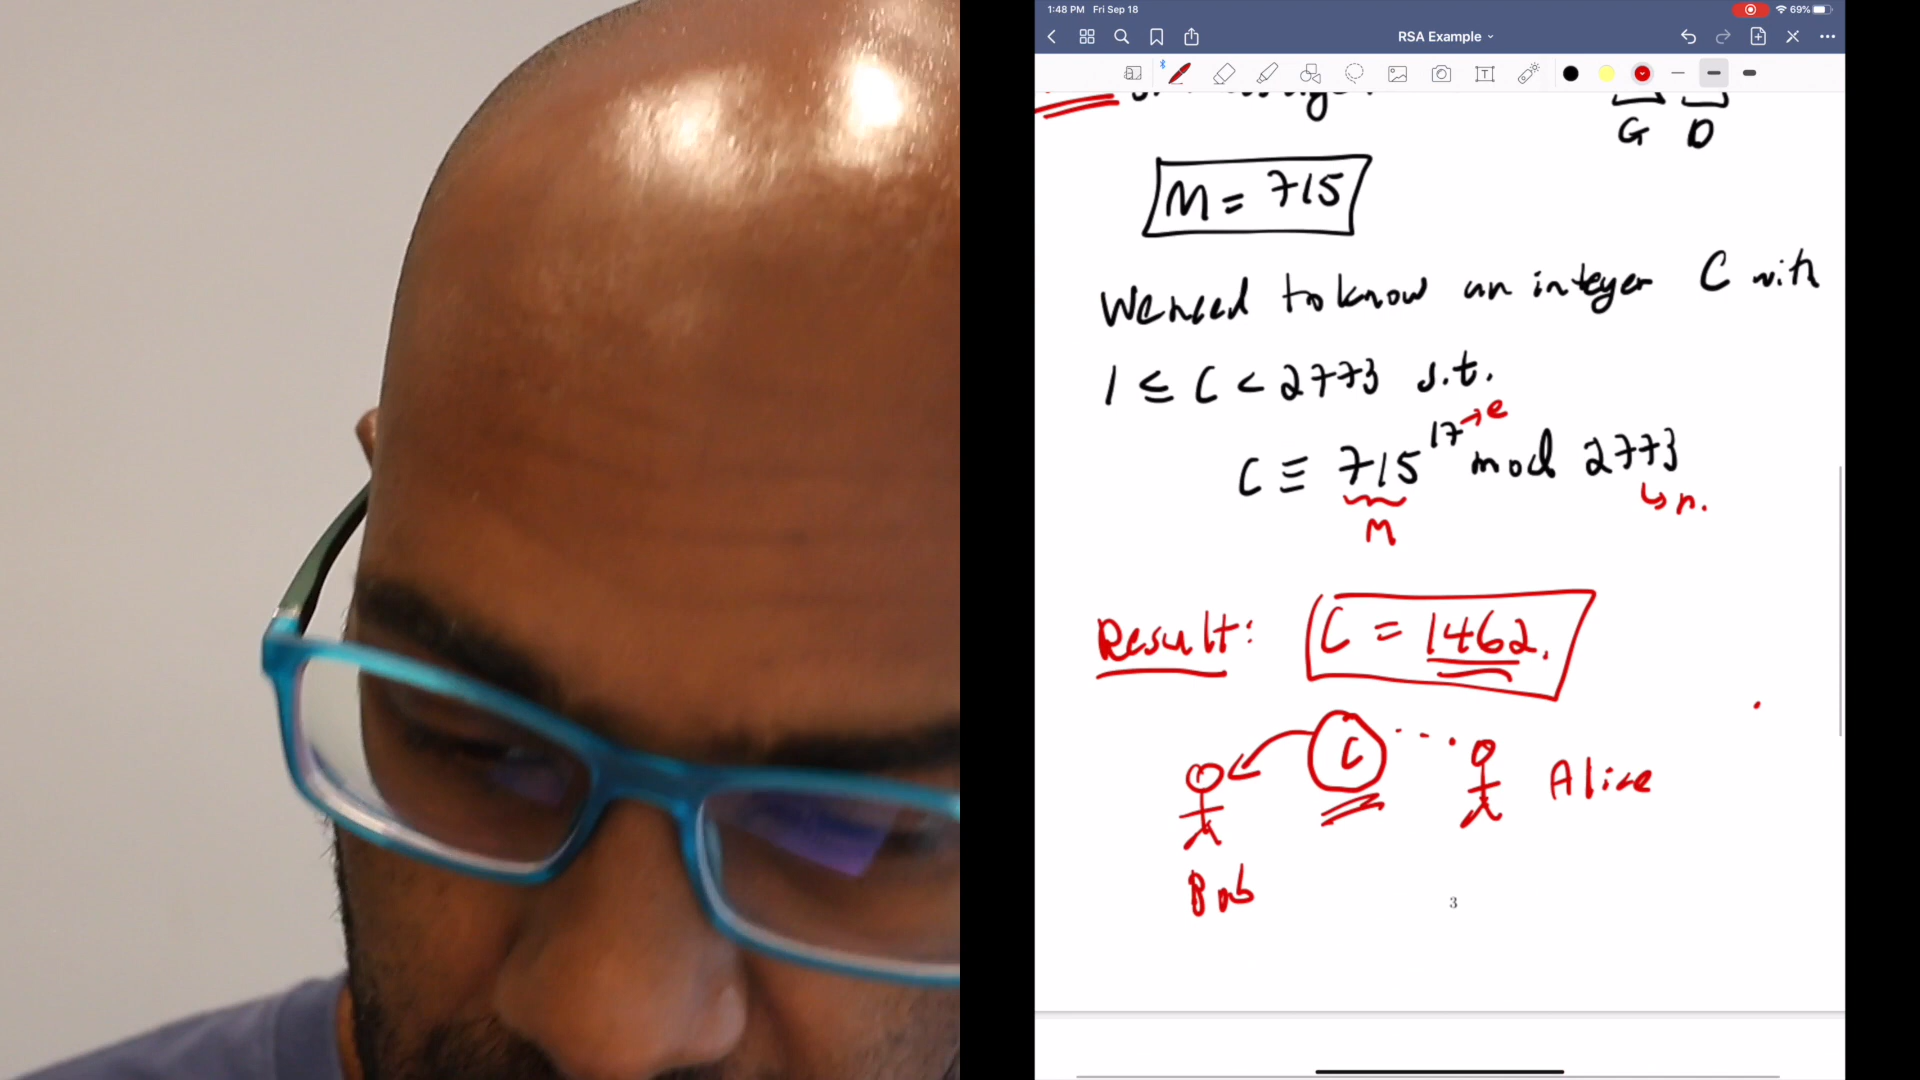 1:48 PM Fri Sep 18
69%
RSA Example
T
G D
M = 715
We need to know an integer C with
1 ≤ C < 2773 s.t.
→ e
C ≡ 715^17 mod 2773
↳ n.
M
Result: C = 1462.
C
Alice
Bob
3